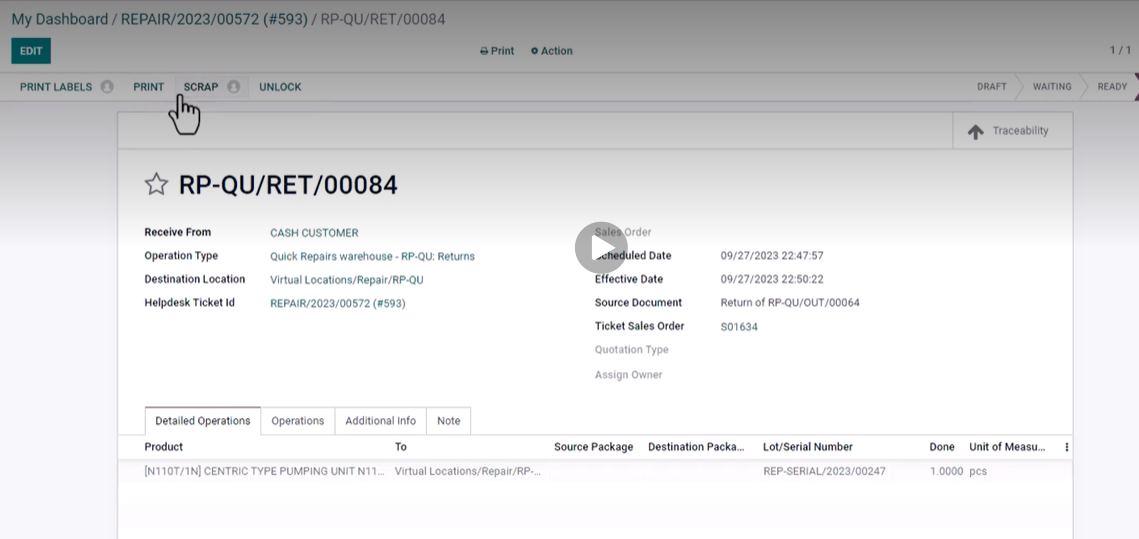 My Dashboard / REPAIR/2023/00572 (#593) / RP-QU/RET/00084
EDIT
Print Action
1 / 1
PRINT LABELS PRINT SCRAP UNLOCK
DRAFT WAITING READY
Traceability
RP-QU/RET/00084
Receive From CASH CUSTOMER
Operation Type Quick Repairs warehouse - RP-QU: Returns
Destination Location Virtual Locations/Repair/RP-QU
Helpdesk Ticket Id REPAIR/2023/00572 (#593)
Sales Order
Scheduled Date 09/27/2023 22:47:57
Effective Date 09/27/2023 22:50:22
Source Document Return of RP-QU/OUT/00064
Ticket Sales Order S01634
Quotation Type
Assign Owner
Detailed Operations Operations Additional Info Note
Product To Source Package Destination Packa... Lot/Serial Number Done Unit of Measu...
[N110T/1N] CENTRIC TYPE PUMPING UNIT N11... Virtual Locations/Repair/RP-... REP-SERIAL/2023/00247 1.0000 pcs